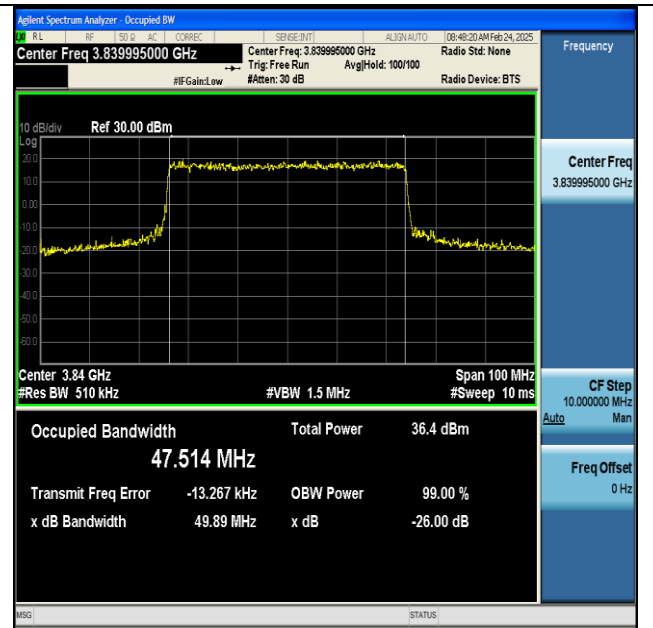 Agilent Spectrum Analyzer - Occupied BW
LXI RL RF 50 Ω AC CORREC SENSE:INT ALIGN AUTO 08:48:20 AM Feb 24, 2025
Center Freq 3.839995000 GHz
Center Freq: 3.839995000 GHz
Radio Std: None
Trig: Free Run Avg|Hold: 100/100
#IFGain:Low #Atten: 30 dB
Radio Device: BTS
Frequency
10 dB/div Ref 30.00 dBm
Log
20.0
10.0
0.00
-10.0
-20.0
-30.0
-40.0
-50.0
-60.0
Center Freq
3.839995000 GHz
Center 3.84 GHz Span 100 MHz
#Res BW 510 kHz #VBW 1.5 MHz #Sweep 10 ms
CF Step
10.000000 MHz
Auto Man
Occupied Bandwidth Total Power 36.4 dBm
47.514 MHz
Freq Offset
0 Hz
Transmit Freq Error -13.267 kHz OBW Power 99.00 %
x dB Bandwidth 49.89 MHz x dB -26.00 dB
MSG STATUS